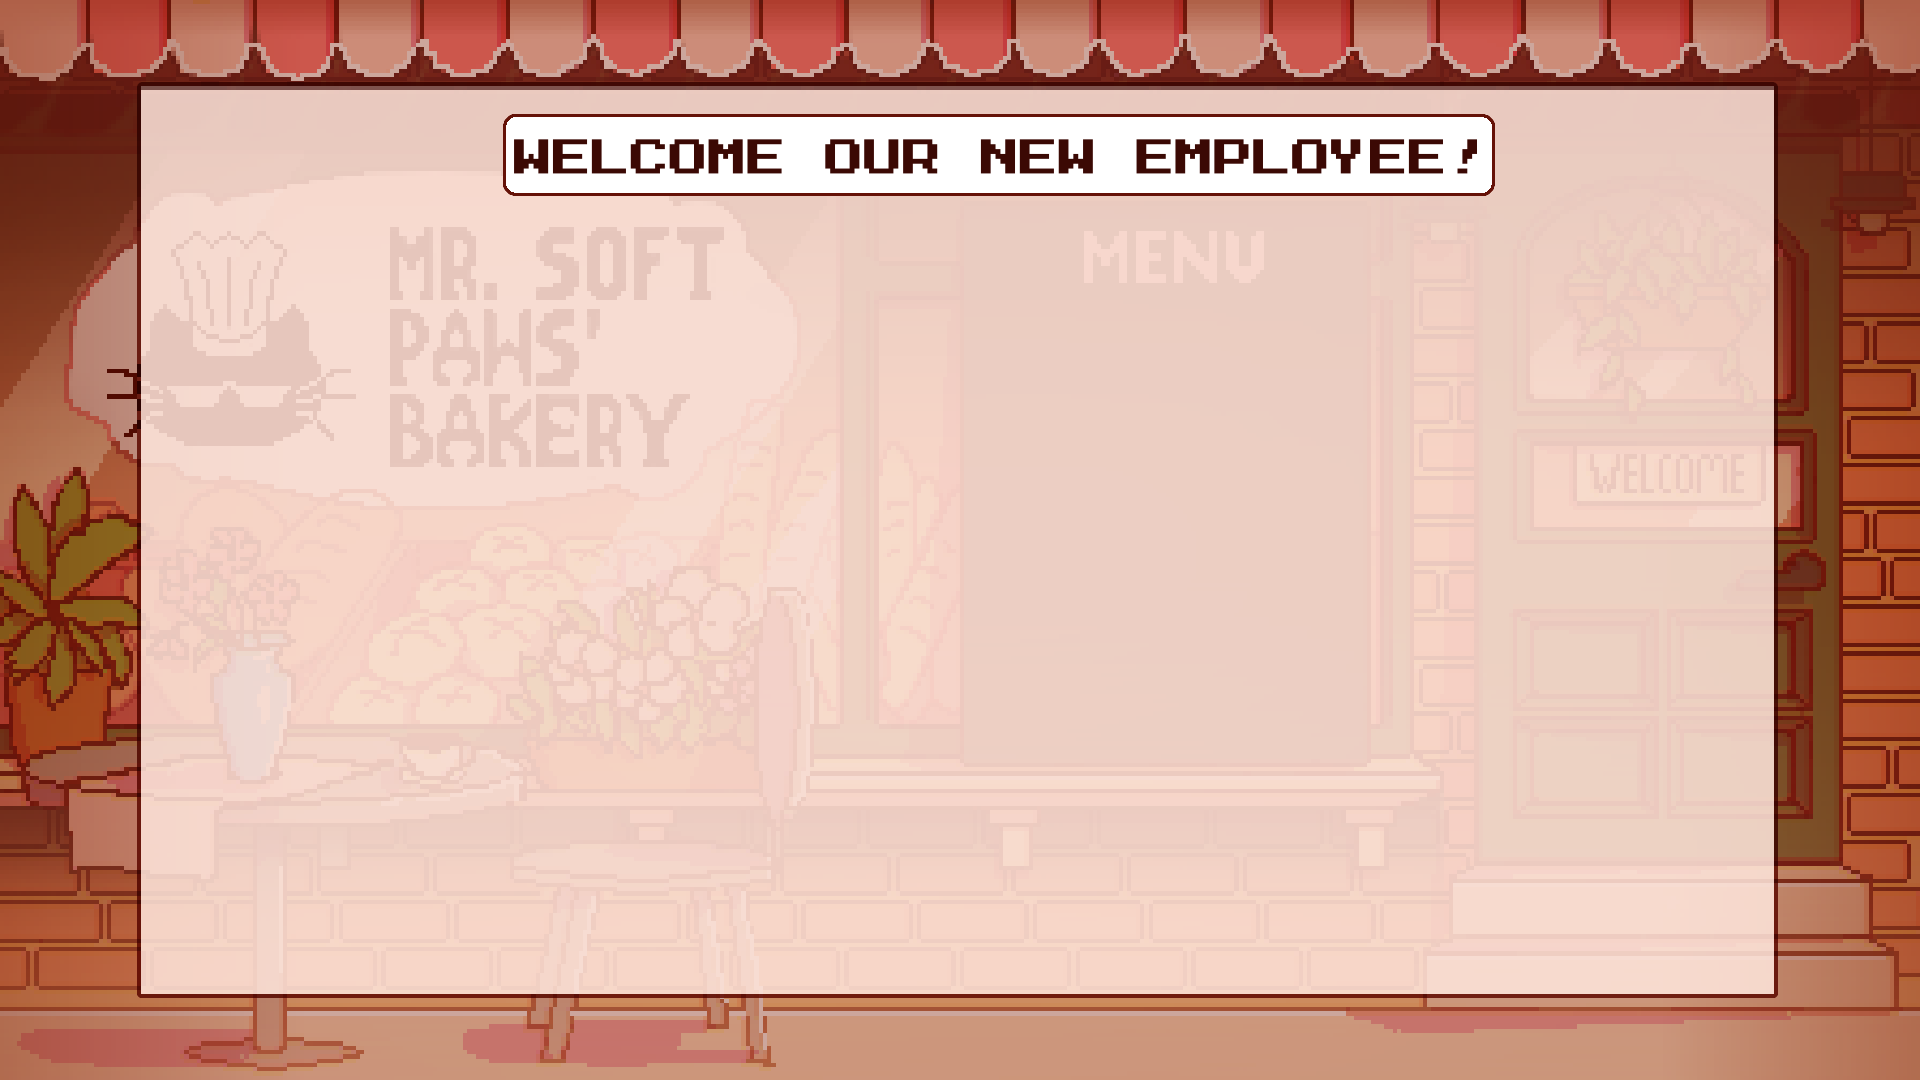 WELCOME OUR NEW EMPLOYEE!
MR. SOFT
PAWS'
BAKERY
MENU
WELCOME